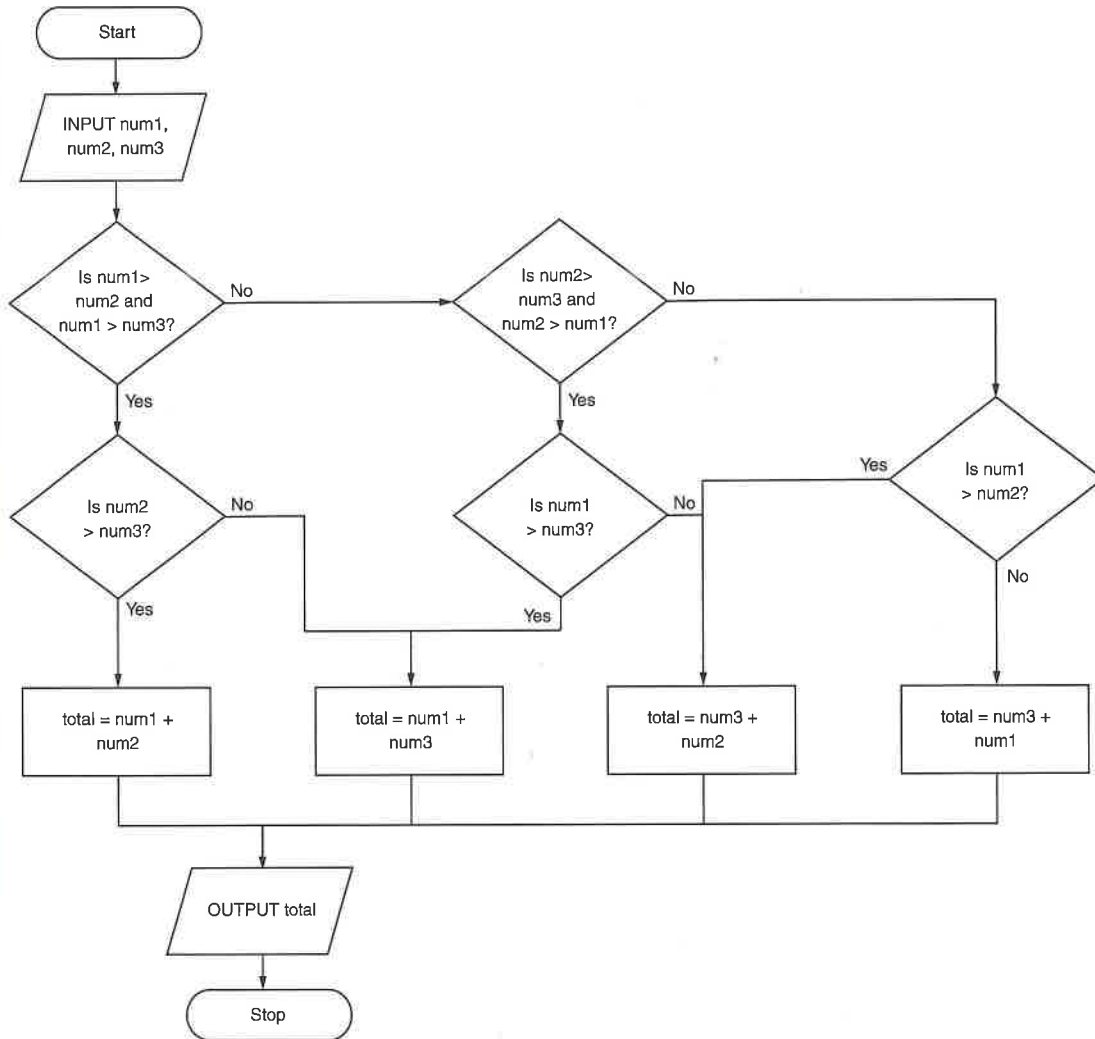 Start
INPUT num1,
num2, num3
Is num1>
num2 and
num1 > num3?
No
Is num2>
num3 and
num2 > num1?
No
Yes
Yes
Is num2
> num3?
No
Is num1
> num3?
No
Yes
Is num1
> num2?
No
Yes
Yes
total = num1 +
num2
total = num1 +
num3
total = num3 +
num2
total = num3 +
num1
OUTPUT total
Stop